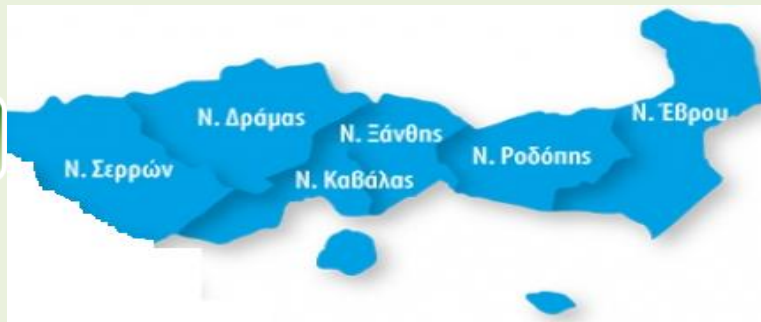 Ν. Έβρου
Ν. Δράμας
Ν. Ξάνθης
Ν. Ροδόπης
Ν. Σερρών
Ν. Καβάλας